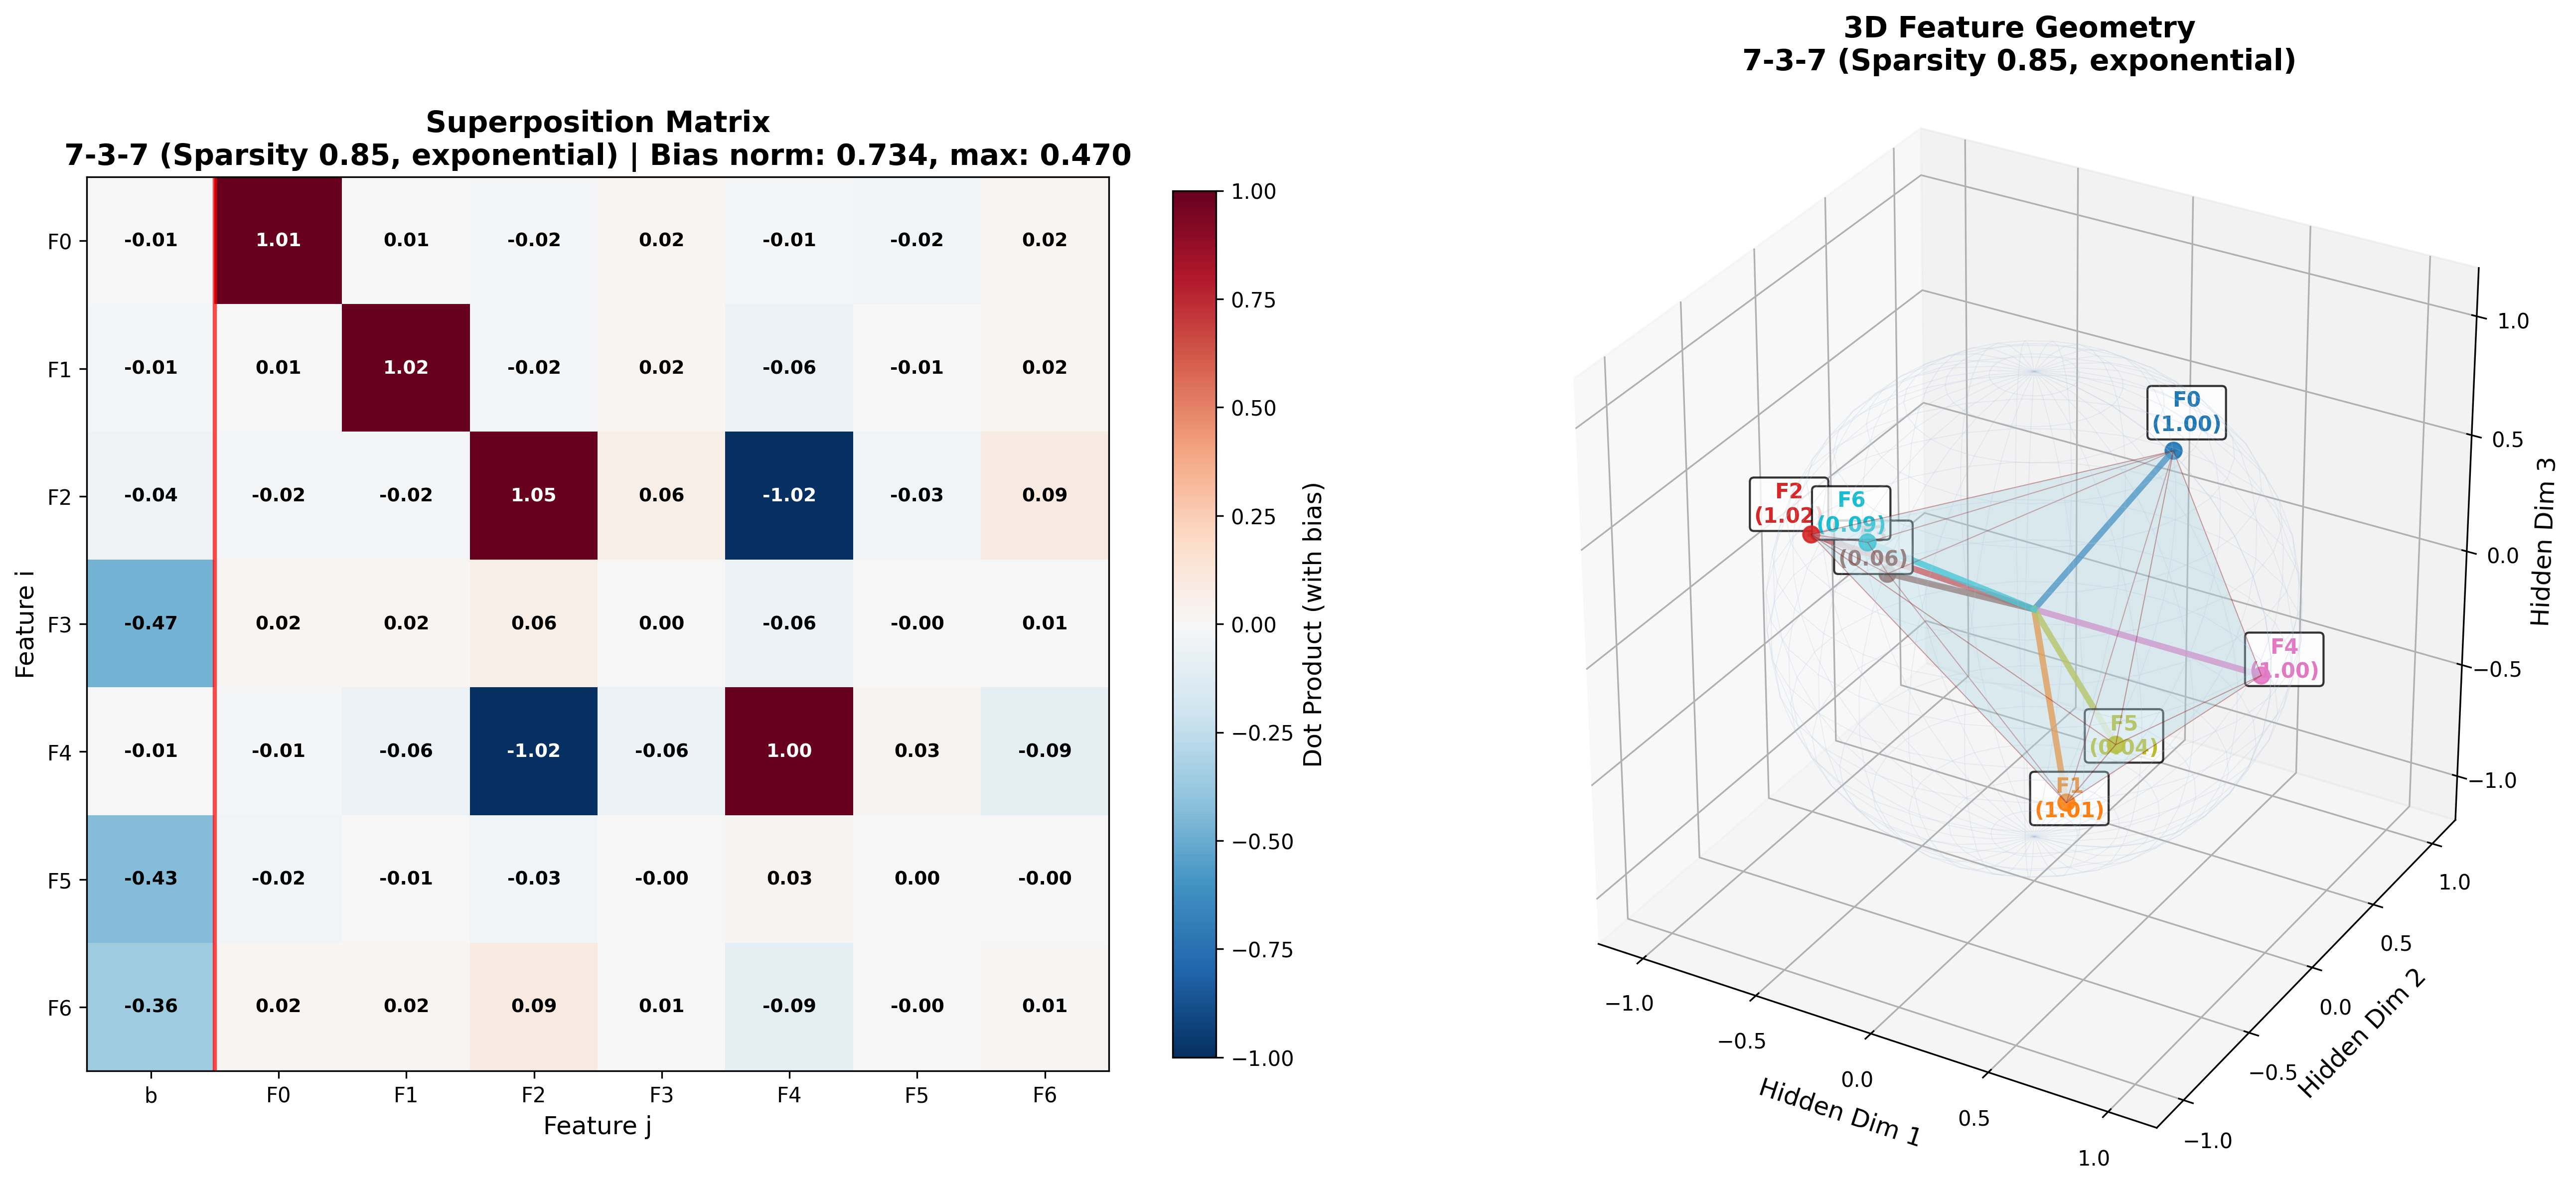 Superposition Matrix
7-3-7 (Sparsity 0.85, exponential) | Bias norm: 0.734, max: 0.470
F0 -0.01 1.01 0.01 -0.02 0.02 -0.01 -0.02 0.02
F1 -0.01 0.01 1.02 -0.02 0.02 -0.06 -0.01 0.02
F2 -0.04 -0.02 -0.02 1.05 0.06 -1.02 -0.03 0.09
F3 -0.47 0.02 0.02 0.06 0.00 -0.06 -0.00 0.01
F4 -0.01 -0.01 -0.06 -1.02 -0.06 1.00 0.03 -0.09
F5 -0.43 -0.02 -0.01 -0.03 -0.00 0.03 0.00 -0.00
F6 -0.36 0.02 0.02 0.09 0.01 -0.09 -0.00 0.01
b F0 F1 F2 F3 F4 F5 F6
Feature j
Feature i
1.00
0.75
0.50
0.25
0.00
−0.25
−0.50
−0.75
−1.00
Dot Product (with bias)
3D Feature Geometry
7-3-7 (Sparsity 0.85, exponential)
F0
(1.00)
F2
(1.02)
F6
(0.09)
(0.06)
F4
(1.00)
F5
(0.04)
F1
(1.01)
1.0
0.5
0.0
−0.5
−1.0
Hidden Dim 3
−1.0
−0.5
0.0
0.5
1.0
Hidden Dim 1
1.0
0.5
0.0
−0.5
−1.0
Hidden Dim 2